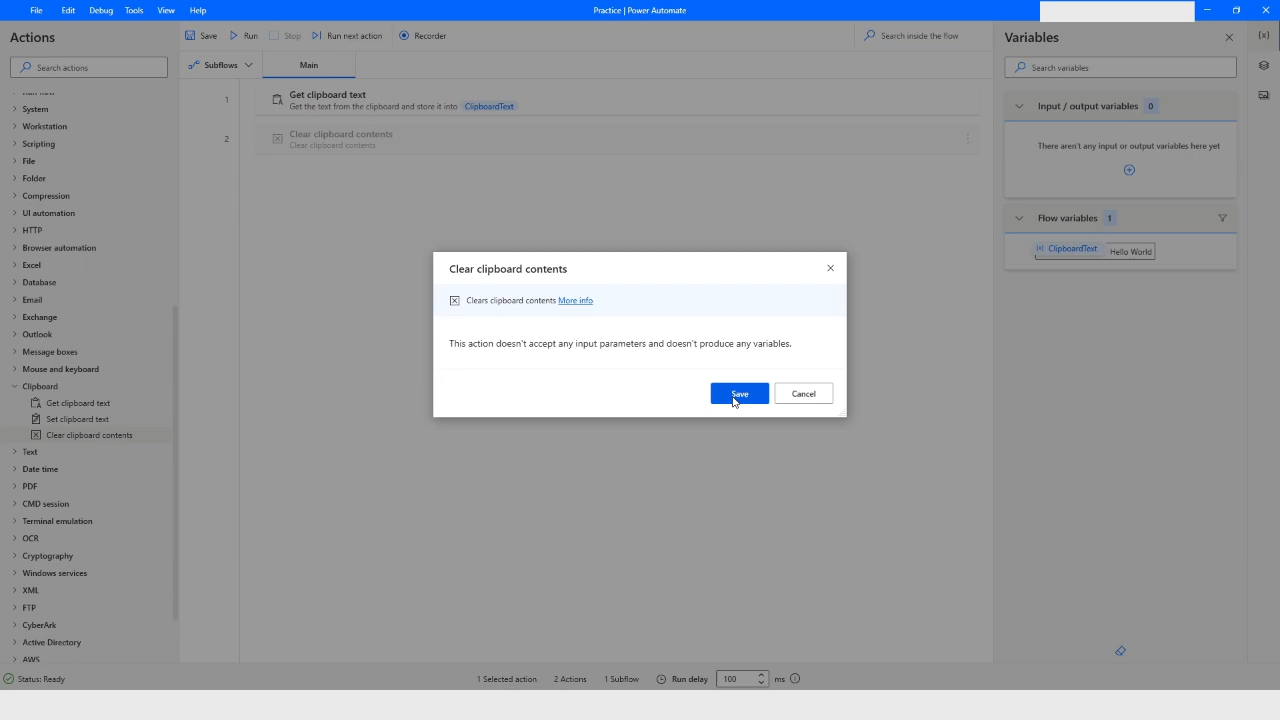 File Edit Debug Tools View Help
Practice | Power Automate
Actions
Search actions
System
Workstation
Scripting
File
Folder
Compression
UI automation
HTTP
Browser automation
Excel
Database
Email
Exchange
Outlook
Message boxes
Mouse and keyboard
Clipboard
Get clipboard text
Set clipboard text
Clear clipboard contents
Text
Date time
PDF
CMD session
Terminal emulation
OCR
Cryptography
Windows services
XML
FTP
CyberArk
Active Directory
AWS
Save Run Stop Run next action Recorder
Search inside the flow
Subflows Main
1 Get clipboard text
Get the text from the clipboard and store it into ClipboardText
2 Clear clipboard contents
Clear clipboard contents
Clear clipboard contents
Clears clipboard contents More info
This action doesn't accept any input parameters and doesn't produce any variables.
Save Cancel
Variables
{x}
Search variables
Input / output variables 0
There aren't any input or output variables here yet
Flow variables 1
ClipboardText Hello World
Status: Ready 1 Selected action 2 Actions 1 Subflow Run delay 100 ms